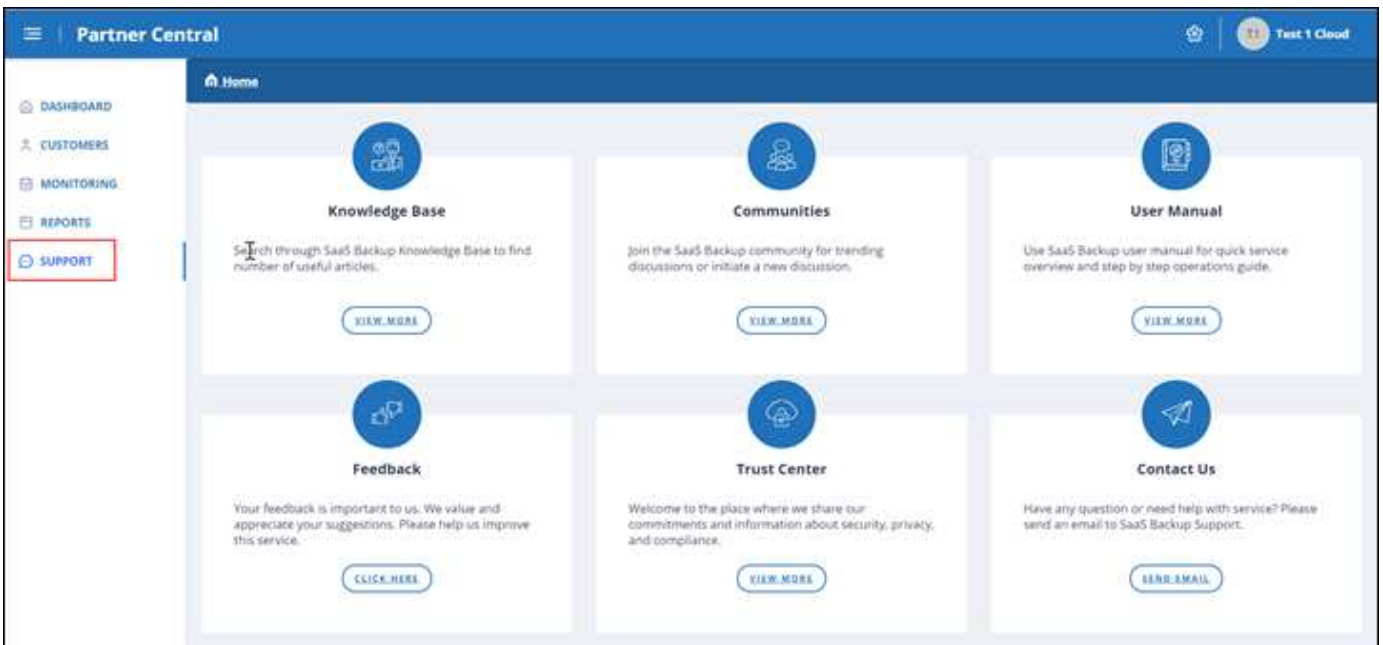 Partner Central
T1 Test 1 Cloud
Home
DASHBOARD
CUSTOMERS
MONITORING
REPORTS
SUPPORT
Knowledge Base
Search through SaaS Backup Knowledge Base to find
number of useful articles.
VIEW MORE
Communities
Join the SaaS Backup community for trending
discussions or initiate a new discussion.
VIEW MORE
User Manual
Use SaaS Backup user manual for quick service
overview and step by step operations guide.
VIEW MORE
Feedback
Your feedback is important to us. We value and
appreciate your suggestions. Please help us improve
this service.
CLICK HERE
Trust Center
Welcome to the place where we share our
commitments and information about security, privacy,
and compliance.
VIEW MORE
Contact Us
Have any question or need help with service? Please
send an email to SaaS Backup Support.
SEND EMAIL